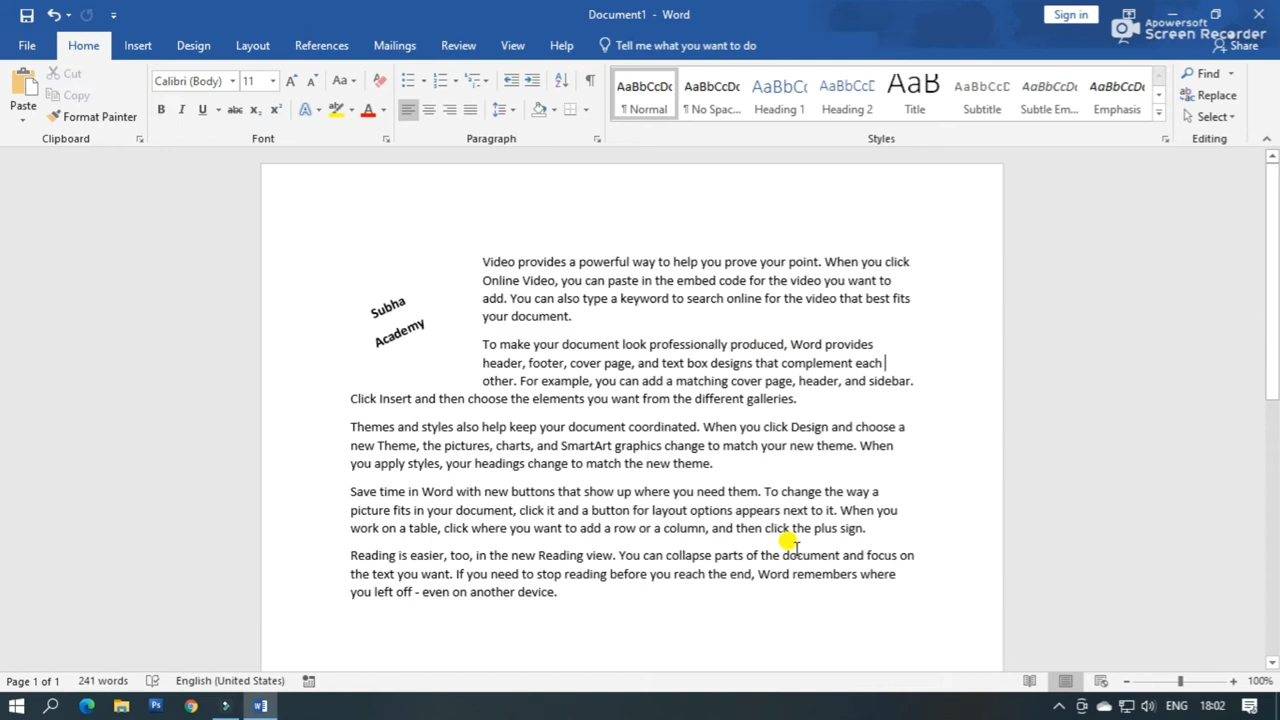 Document1 - Word
Sign in
Apowersoft
Screen Recorder
File Home Insert Design Layout References Mailings Review View Help Tell me what you want to do Share
Paste
Cut
Copy
Format Painter
Clipboard
Calibri (Body) 11
Font
Paragraph
AaBbCcDc AaBbCcDc AaBbCc AaBbCcD AaB AaBbCcD AaBbCcDc AaBbCcDc
¶ Normal ¶ No Spac... Heading 1 Heading 2 Title Subtitle Subtle Em... Emphasis
Styles
Find
Replace
Select
Editing
Subha
Academy
Video provides a powerful way to help you prove your point. When you click
Online Video, you can paste in the embed code for the video you want to
add. You can also type a keyword to search online for the video that best fits
your document.
To make your document look professionally produced, Word provides
header, footer, cover page, and text box designs that complement each
other. For example, you can add a matching cover page, header, and sidebar.
Click Insert and then choose the elements you want from the different galleries.
Themes and styles also help keep your document coordinated. When you click Design and choose a
new Theme, the pictures, charts, and SmartArt graphics change to match your new theme. When
you apply styles, your headings change to match the new theme.
Save time in Word with new buttons that show up where you need them. To change the way a
picture fits in your document, click it and a button for layout options appears next to it. When you
work on a table, click where you want to add a row or a column, and then click the plus sign.
Reading is easier, too, in the new Reading view. You can collapse parts of the document and focus on
the text you want. If you need to stop reading before you reach the end, Word remembers where
you left off - even on another device.
Page 1 of 1 241 words English (United States) 100%
ENG 18:02